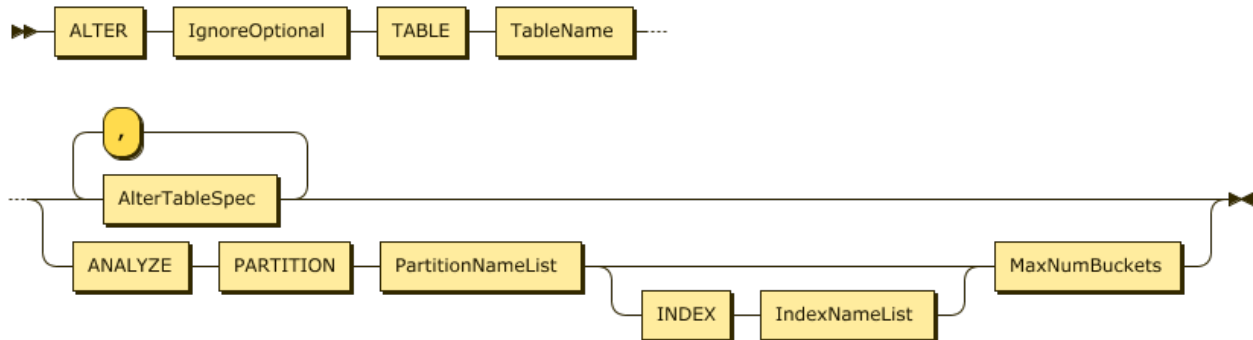 ALTER IgnoreOptional TABLE TableName
,
AlterTableSpec
ANALYZE PARTITION PartitionNameList MaxNumBuckets
INDEX IndexNameList